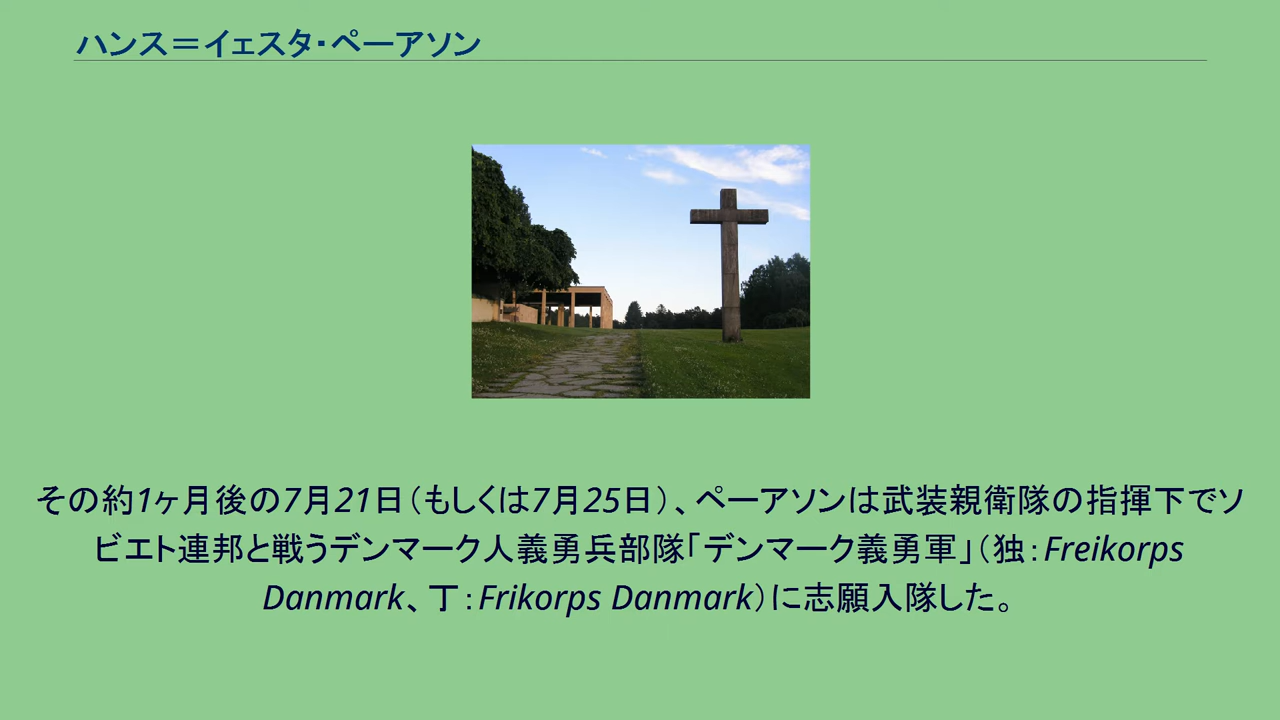 ハンス＝イェスタ・ペーアソン
その約1ヶ月後の7月21日（もしくは7月25日）、ペーアソンは武装親衛隊の指揮下でソ
ビエト連邦と戦うデンマーク人義勇兵部隊「デンマーク義勇軍」（独：Freikorps
Danmark、丁：Frikorps Danmark）に志願入隊した。